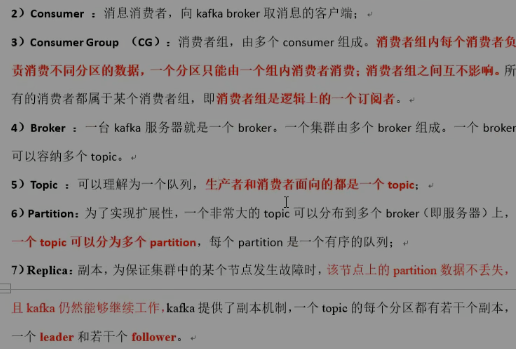 2）Consumer ：消息消费者，向 kafka broker 取消息的客户端；
3）Consumer Group （CG）：消费者组，由多个 consumer 组成。消费者组内每个消费者负
责消费不同分区的数据，一个分区只能由一个组内消费者消费；消费者组之间互不影响。所
有的消费者都属于某个消费者组，即消费者组是逻辑上的一个订阅者。
4）Broker ：一台 kafka 服务器就是一个 broker。一个集群由多个 broker 组成。一个 broker
可以容纳多个 topic。
5）Topic ：可以理解为一个队列，生产者和消费者面向的都是一个 topic；
6）Partition：为了实现扩展性，一个非常大的 topic 可以分布到多个 broker（即服务器）上，
一个 topic 可以分为多个 partition，每个 partition 是一个有序的队列；
7）Replica：副本，为保证集群中的某个节点发生故障时，该节点上的 partition 数据不丢失，
且 kafka 仍然能够继续工作，kafka 提供了副本机制，一个 topic 的每个分区都有若干个副本，
一个 leader 和若干个 follower。